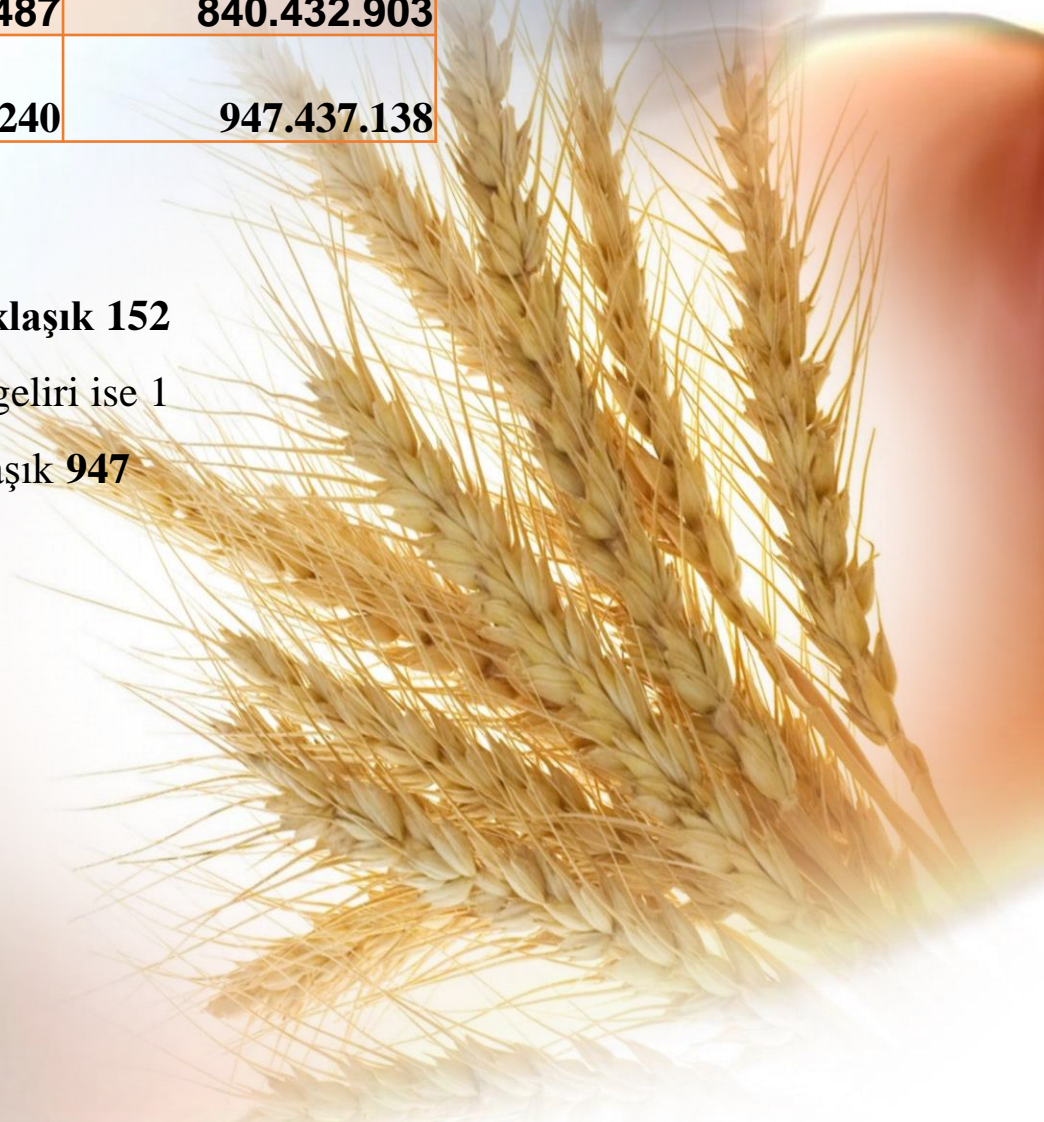 487 840.432.903
240 947.437.138
klaşık 152
geliri ise 1
aşık 947